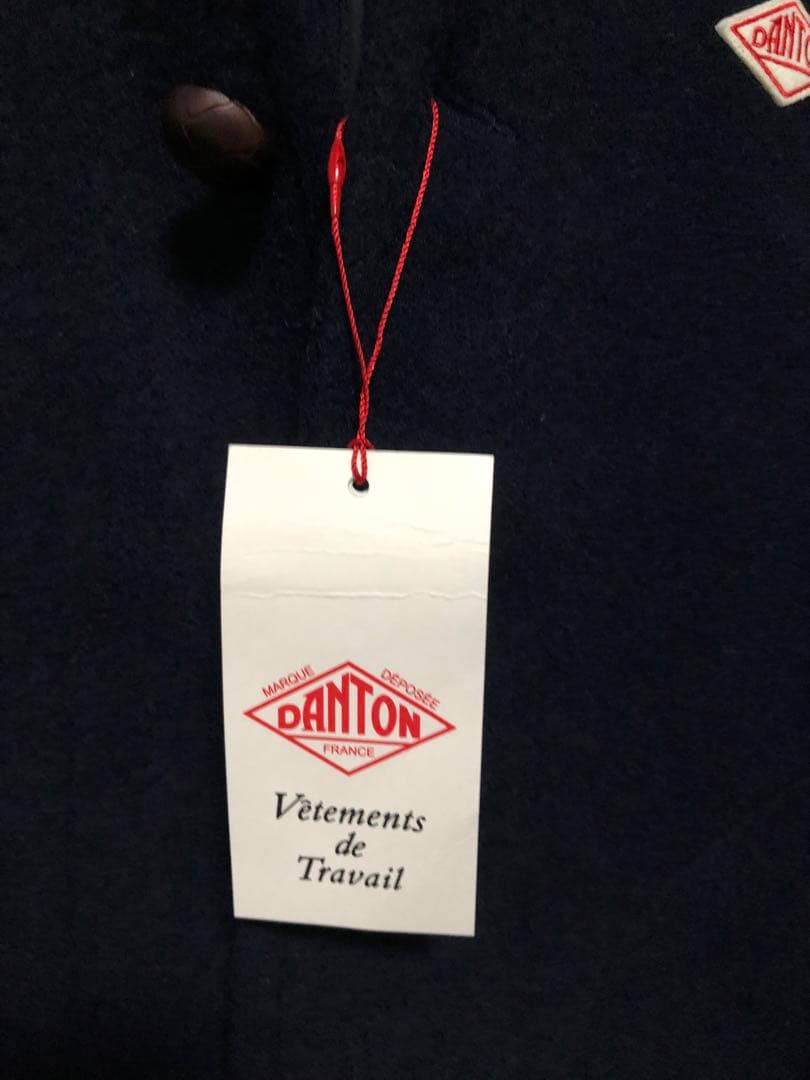 MARQUE DÉPOSÉE
DANTON
FRANCE
Vêtements
de
Travail